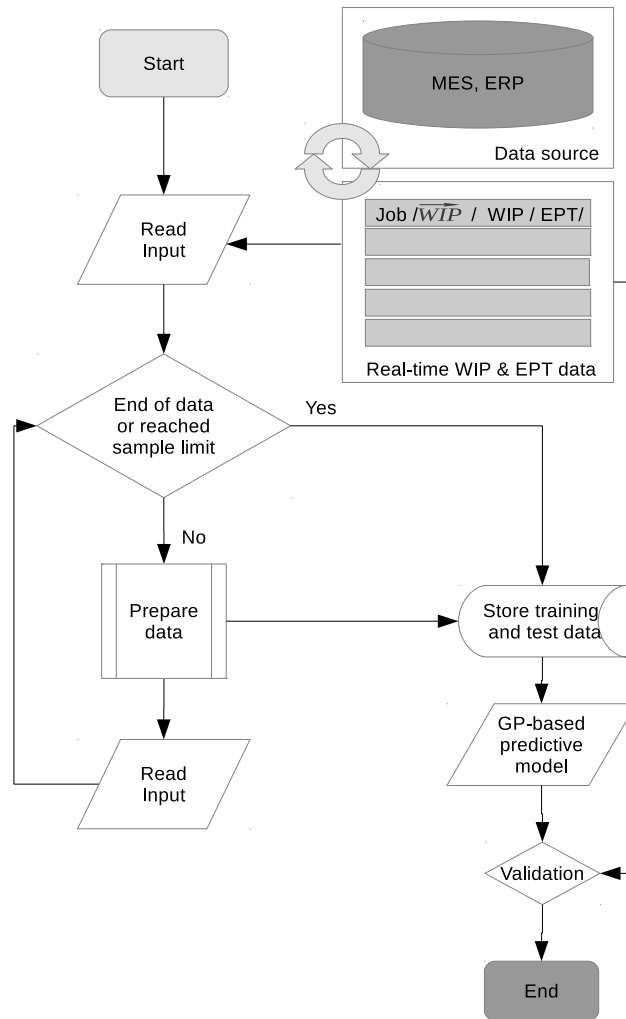 Start
MES, ERP
Data source
Job /WIP / WIP / EPT/
Read
Input
Real-time WIP & EPT data
End of data
or reached
sample limit
Yes
No
Prepare
data
Store training
and test data
Read
Input
GP-based
predictive
model
Validation
End